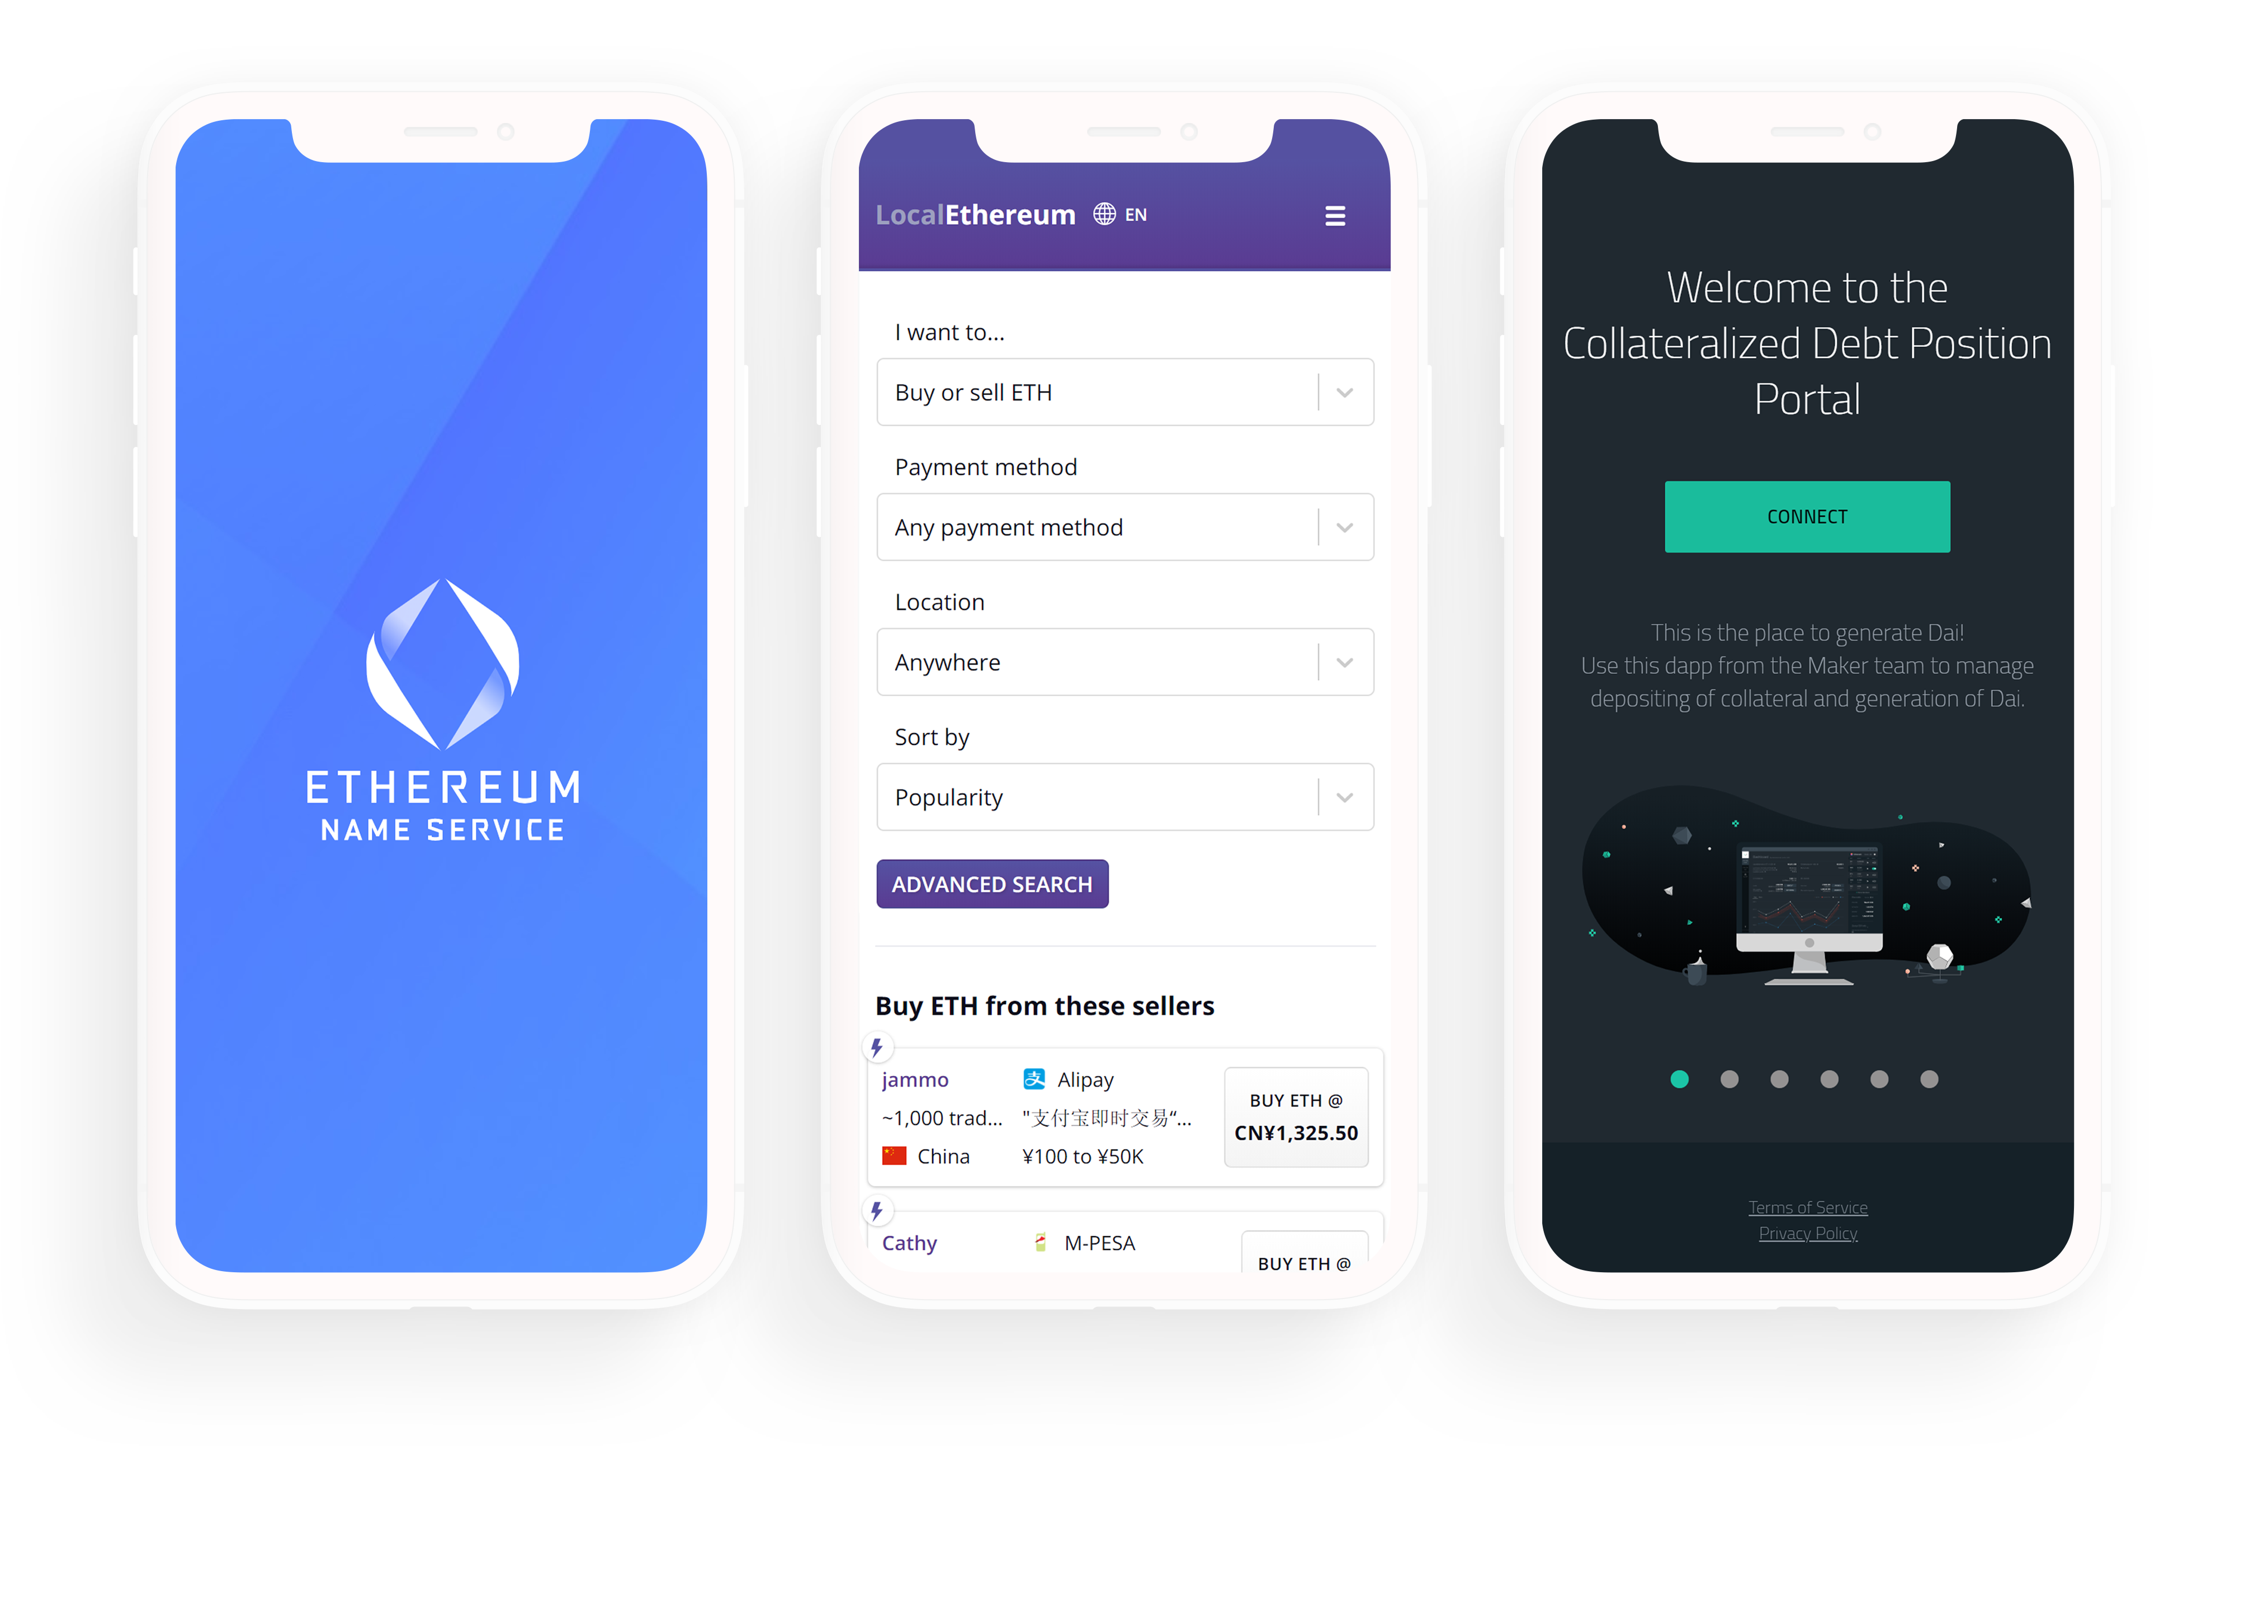 ETHEREUM
NAME SERVICE
LocalEthereum EN
I want to...
Buy or sell ETH
Payment method
Any payment method
Location
Anywhere
Sort by
Popularity
ADVANCED SEARCH
Buy ETH from these sellers
jammo
~1,000 trad...
China
支 Alipay
"支付宝即时交易“...
¥100 to ¥50K
BUY ETH @
CN¥1,325.50
Cathy
M-PESA
BUY ETH @
Welcome to the
Collateralized Debt Position
Portal
CONNECT
This is the place to generate Dai!
Use this dapp from the Maker team to manage
depositing of collateral and generation of Dai.
Terms of Service
Privacy Policy